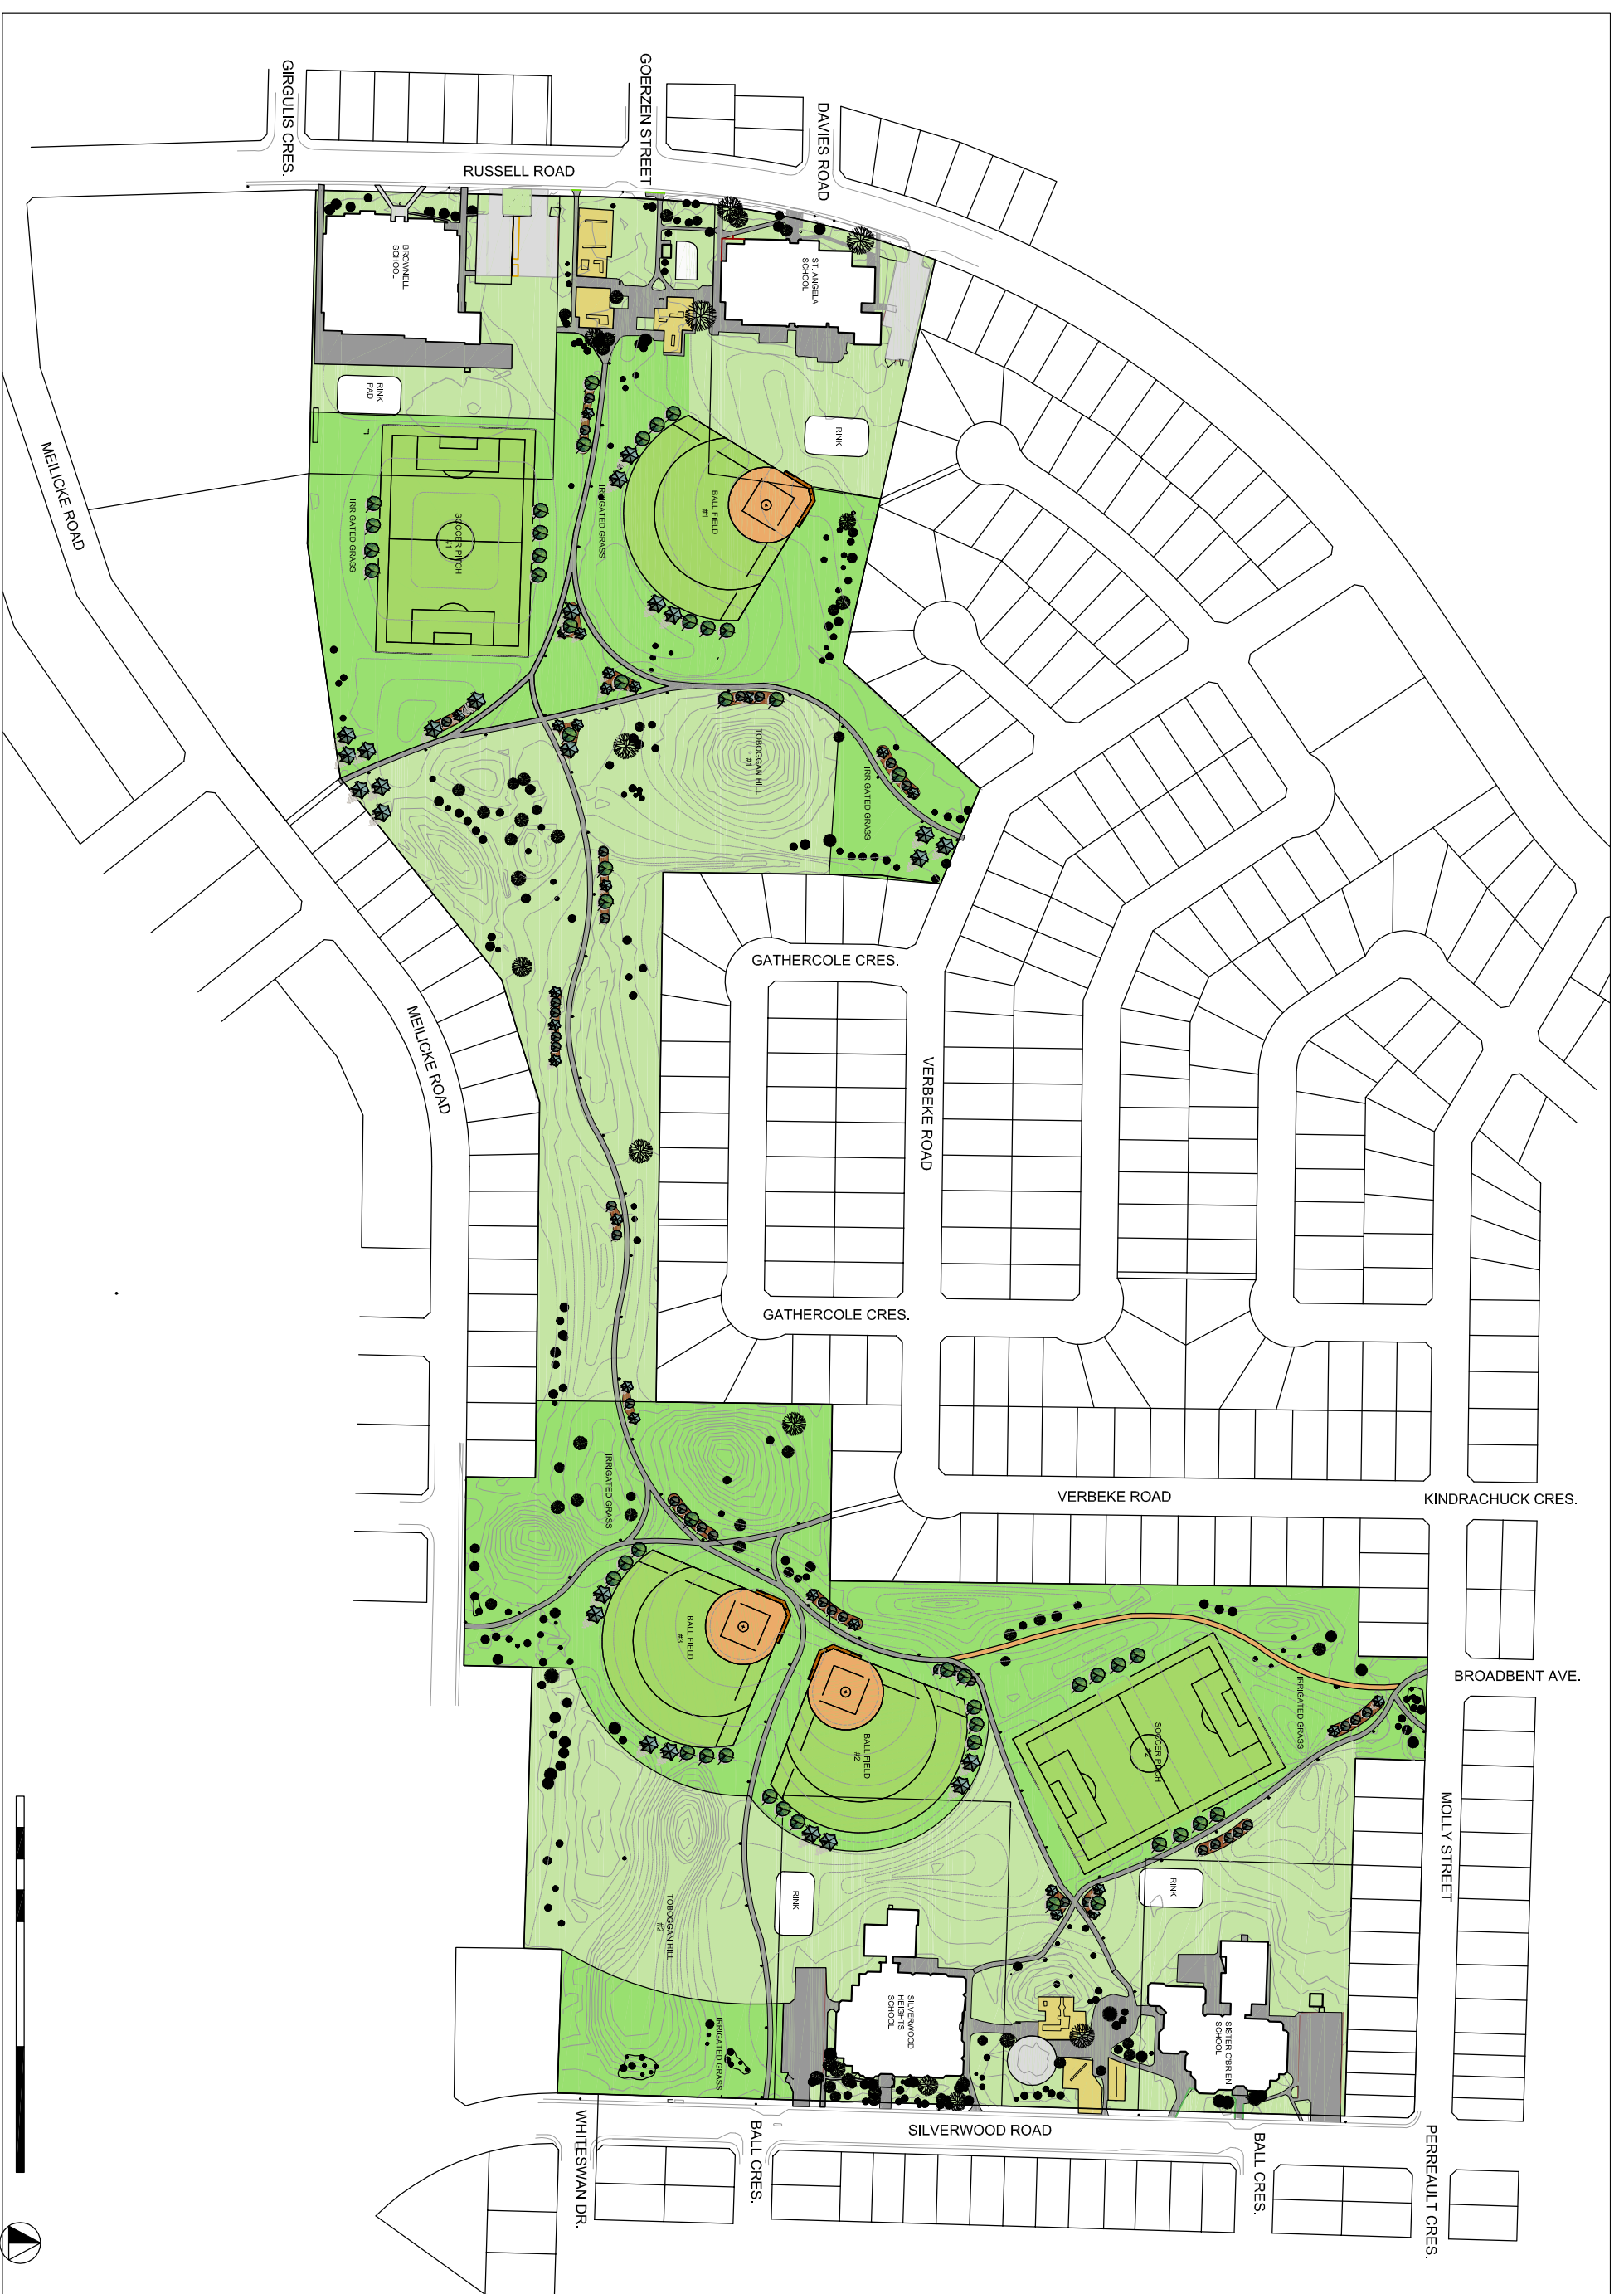 GIRGULIS CRES.
GOERZEN STREET
DAVIES ROAD
RUSSELL ROAD
BROWNELL
SCHOOL
ST. ANGELA
SCHOOL
RINK
PAD
RINK
MEILICKE ROAD
IRRIGATED GRASS
SOCCER PITCH
#1
IRRIGATED GRASS
BALL FIELD
#1
TOBOGGAN HILL
#1
IRRIGATED GRASS
GATHERCOLE CRES.
MEILICKE ROAD
VERBEKE ROAD
GATHERCOLE CRES.
IRRIGATED GRASS
VERBEKE ROAD
KINDRACHUCK CRES.
BALL FIELD
#3
BALL FIELD
#2
SOCCER PITCH
#2
IRRIGATED GRASS
BROADBENT AVE.
MOLLY STREET
TOBOGGAN HILL
#2
RINK
RINK
SILVERWOOD
HEIGHTS
SCHOOL
SISTER O'BRIEN
SCHOOL
IRRIGATED GRASS
SILVERWOOD ROAD
WHITESWAN DR.
BALL CRES.
BALL CRES.
PERREAULT CRES.